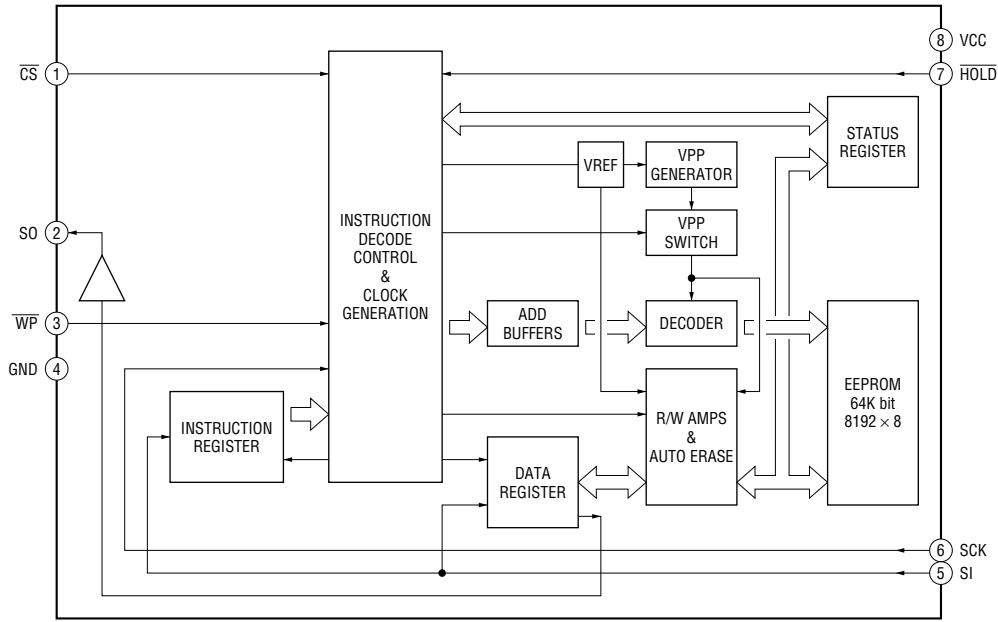 8 VCC
CS 1
7 HOLD
STATUS
REGISTER
VREF
VPP
GENERATOR
INSTRUCTION
DECODE
CONTROL
&
CLOCK
GENERATION
SO 2
VPP
SWITCH
WP 3
ADD
BUFFERS
DECODER
GND 4
EEPROM
64K bit
8192 × 8
INSTRUCTION
REGISTER
R/W AMPS
&
AUTO ERASE
DATA
REGISTER
6 SCK
5 SI